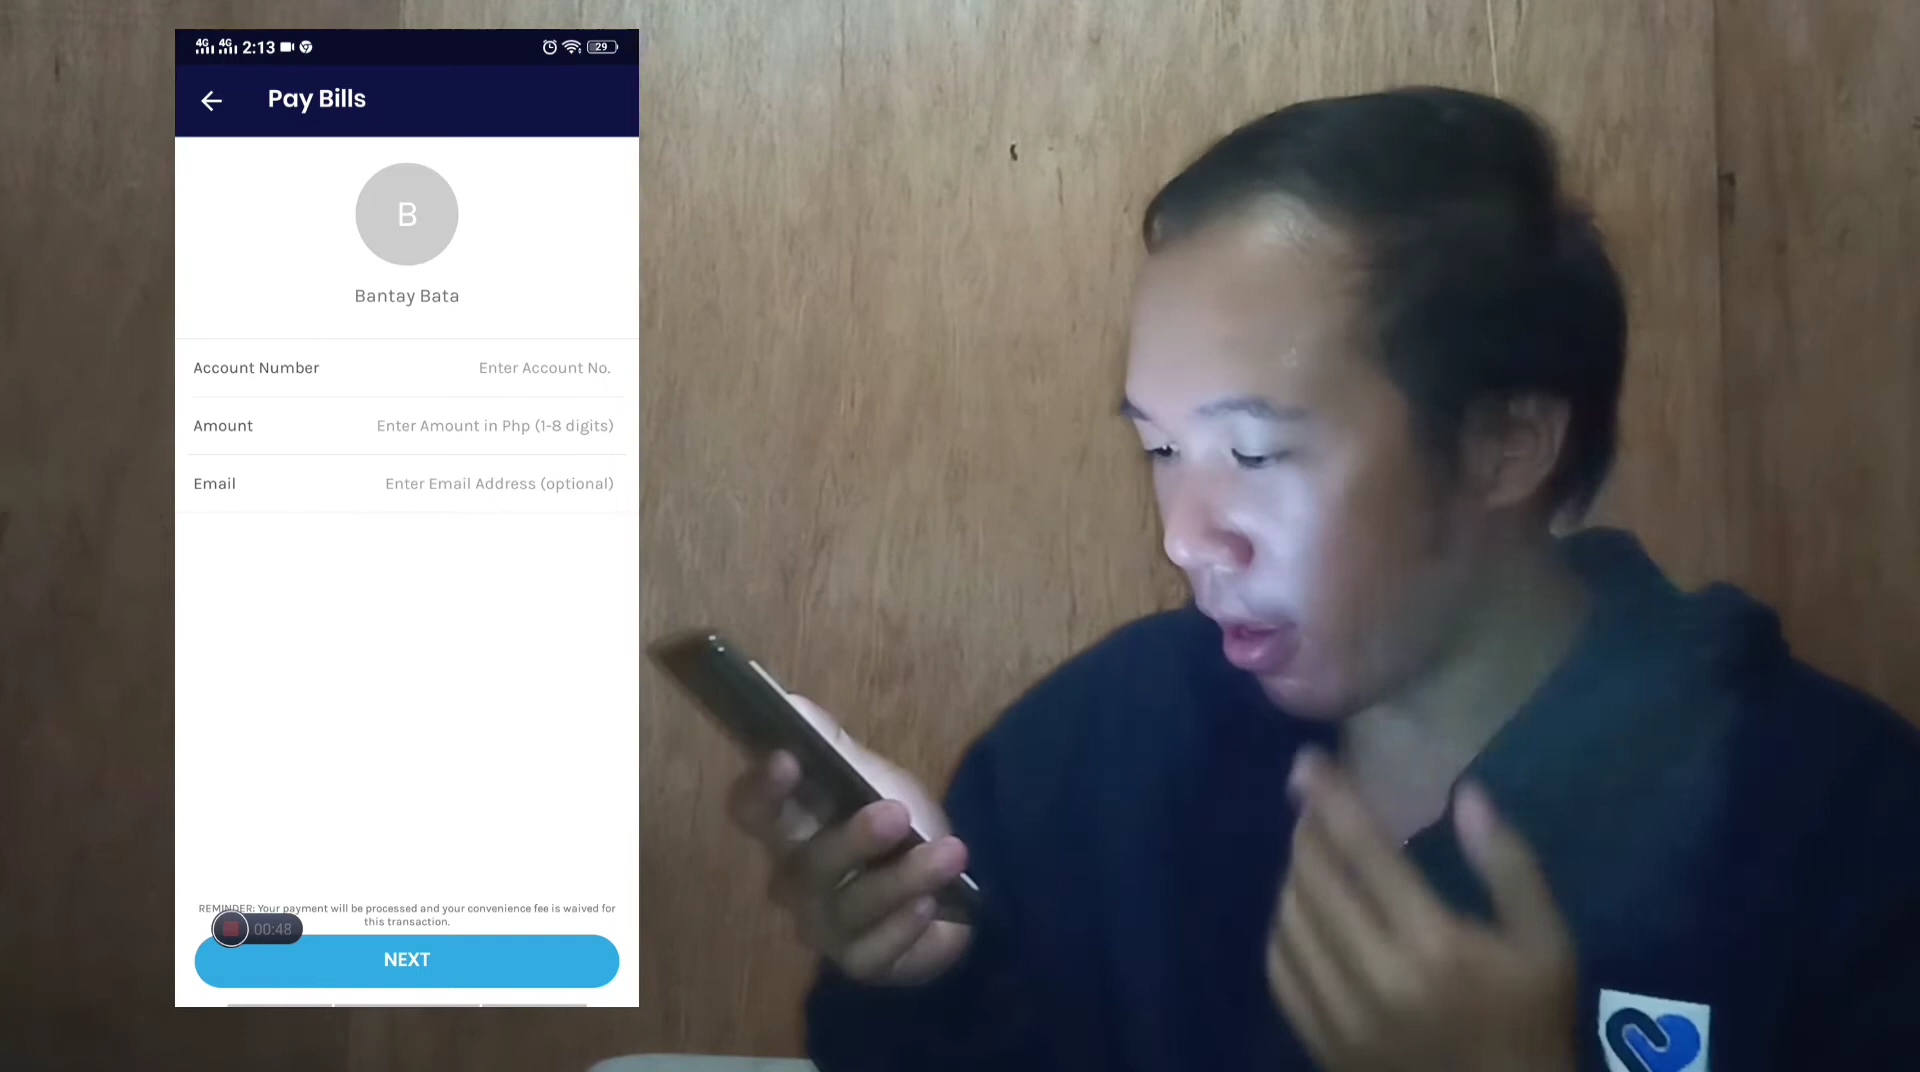 4G 4G 2:13 29
Pay Bills
B
Bantay Bata
Account Number Enter Account No.
Amount Enter Amount in Php (1-8 digits)
Email Enter Email Address (optional)
REMINDER: Your payment will be processed and your convenience fee is waived for
this transaction.
00:48
NEXT